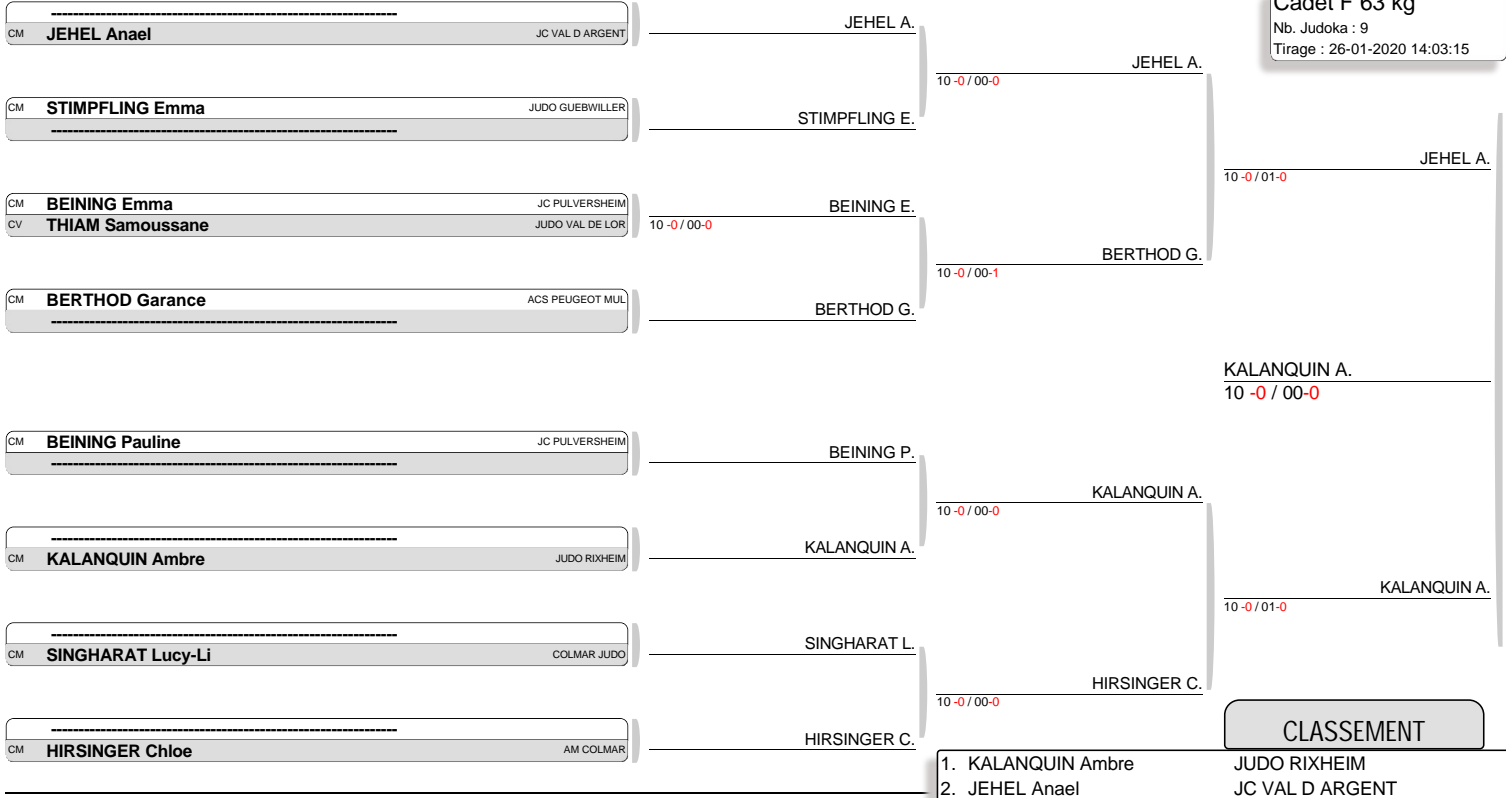 Cadet F 63 kg
Nb. Judoka : 9
Tirage : 26-01-2020 14:03:15
----------------------------------------------------------------
CM JEHEL Anael JC VAL D ARGENT
JEHEL A.
JEHEL A.
10 -0 / 00-0
CM STIMPFLING Emma JUDO GUEBWILLER
----------------------------------------------------------------
STIMPFLING E.
JEHEL A.
10 -0 / 01-0
CM BEINING Emma JC PULVERSHEIM
CV THIAM Samoussane JUDO VAL DE LOR
BEINING E.
10 -0 / 00-0
BERTHOD G.
10 -0 / 00-1
CM BERTHOD Garance ACS PEUGEOT MUL
----------------------------------------------------------------
BERTHOD G.
KALANQUIN A.
10 -0 / 00-0
CM BEINING Pauline JC PULVERSHEIM
----------------------------------------------------------------
BEINING P.
KALANQUIN A.
10 -0 / 00-0
----------------------------------------------------------------
CM KALANQUIN Ambre JUDO RIXHEIM
KALANQUIN A.
KALANQUIN A.
10 -0 / 01-0
----------------------------------------------------------------
CM SINGHARAT Lucy-Li COLMAR JUDO
SINGHARAT L.
HIRSINGER C.
10 -0 / 00-0
----------------------------------------------------------------
CM HIRSINGER Chloe AM COLMAR
HIRSINGER C.
CLASSEMENT
1. KALANQUIN Ambre JUDO RIXHEIM
2. JEHEL Anael JC VAL D ARGENT